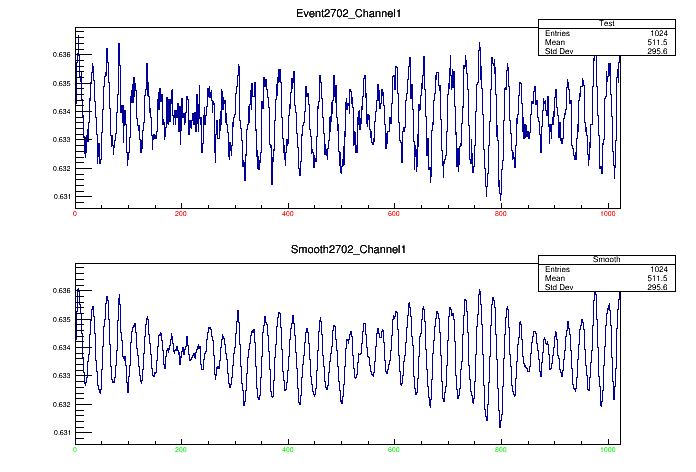 Event2702_Channel1
Test
Entries 1024
Mean 511.5
Std Dev 295.6
0.636
0.635
0.634
0.633
0.632
0.631
0 200 400 600 800 1000
Smooth2702_Channel1
Smooth
Entries 1024
Mean 511.5
Std Dev 295.6
0.636
0.635
0.634
0.633
0.632
0.631
0 200 400 600 800 1000